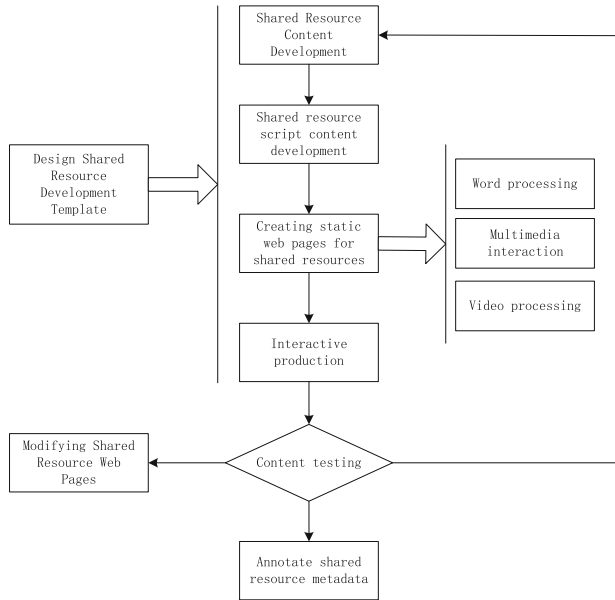 Shared Resource
Content
Development
Shared resource
script content
development
Design Shared
Resource
Development
Template
Creating static
web pages for
shared resources
Word processing
Multimedia
interaction
Video processing
Interactive
production
Modifying Shared
Resource Web
Pages
Content testing
Annotate shared
resource metadata